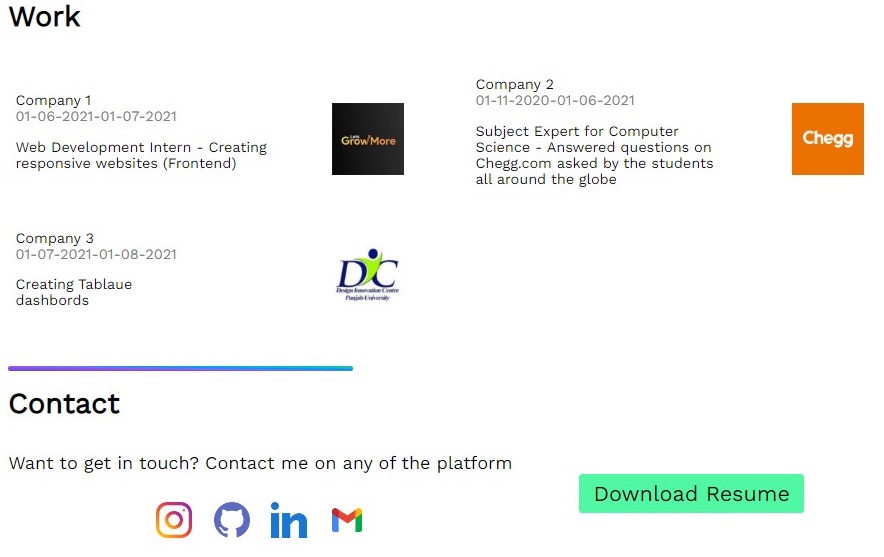 Work
Company 1
01-06-2021-01-07-2021
Web Development Intern - Creating
responsive websites (Frontend)
Lets
GrowMore
Company 2
01-11-2020-01-06-2021
Subject Expert for Computer
Science - Answered questions on
Chegg.com asked by the students
all around the globe
Chegg
Company 3
01-07-2021-01-08-2021
Creating Tablaue
dashbords
DIC
Design Innovation Centre
Panjab University
Contact
Want to get in touch? Contact me on any of the platform
Download Resume
in